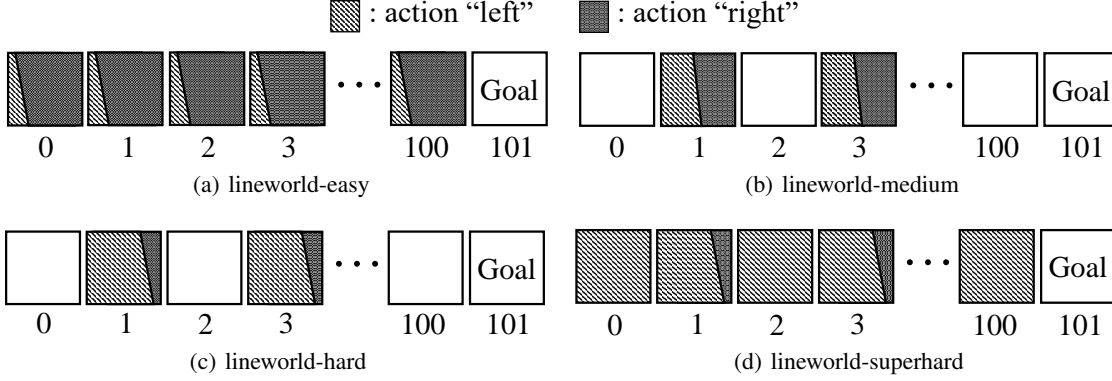 : action “left” : action “right”
Goal
0 1 2 3 100 101
(a) lineworld-easy
Goal
0 1 2 3 100 101
(b) lineworld-medium
Goal
0 1 2 3 100 101
(c) lineworld-hard
Goal
0 1 2 3 100 101
(d) lineworld-superhard